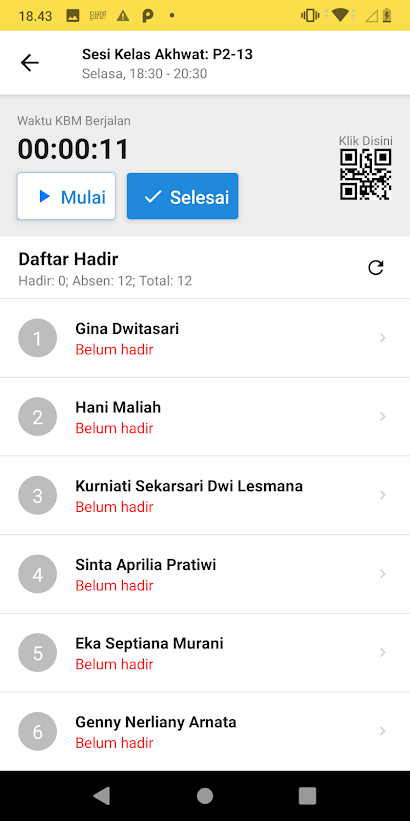 18.43
Sesi Kelas Akhwat: P2-13
Selasa, 18:30 - 20:30
Waktu KBM Berjalan
00:00:11
Klik Disini
Mulai
Selesai
Daftar Hadir
Hadir: 0; Absen: 12; Total: 12
1
Gina Dwitasari
Belum hadir
2
Hani Maliah
Belum hadir
3
Kurniati Sekarsari Dwi Lesmana
Belum hadir
4
Sinta Aprilia Pratiwi
Belum hadir
5
Eka Septiana Murani
Belum hadir
6
Genny Nerliany Arnata
Belum hadir